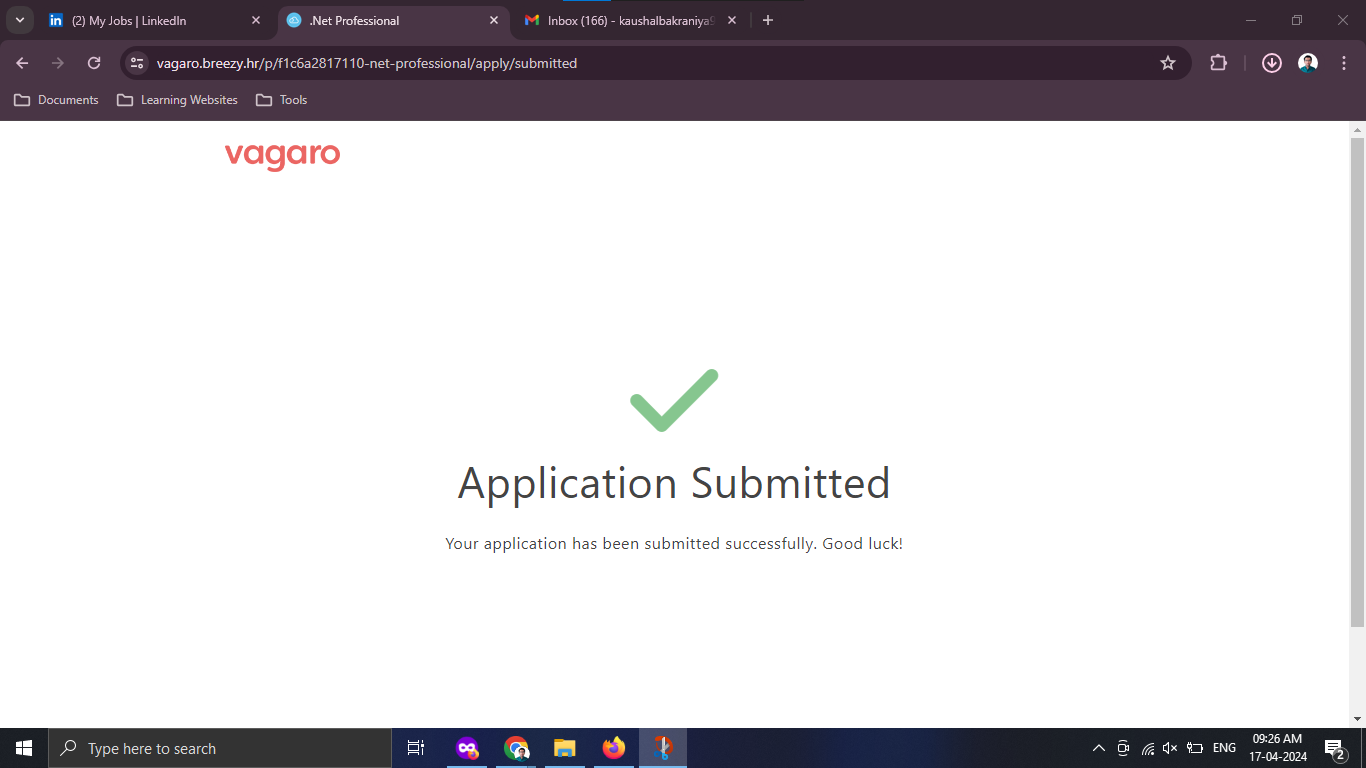 (2) My Jobs | LinkedIn
.Net Professional
Inbox (166) - kaushalbakraniya9
vagaro.breezy.hr/p/f1c6a2817110-net-professional/apply/submitted
Documents
Learning Websites
Tools
vagaro
Application Submitted
Your application has been submitted successfully. Good luck!
Type here to search
ENG
09:26 AM
17-04-2024
2